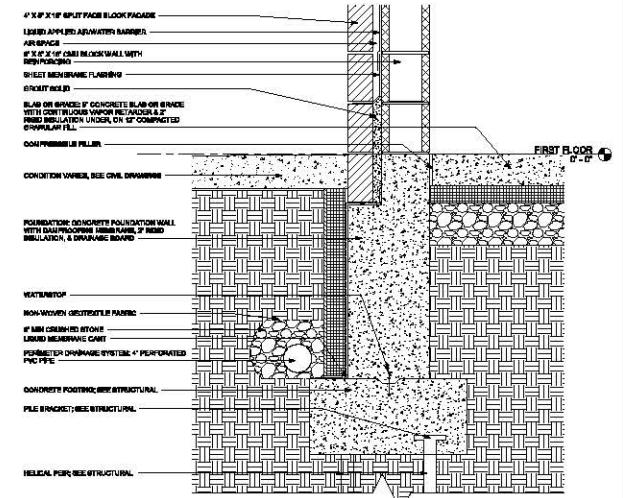 4" X 8" X 16" SPLIT FACE BLOCK FACADE
LIQUID APPLIED AIR/WATER BARRIER
AIR SPACE
8" X 8" X 16" CMU BLOCK WALL WITH
REINFORCING
SHEET MEMBRANE FLASHING
GROUT SOLID
SLAB ON GRADE: 5" CONCRETE SLAB ON GRADE
WITH CONTINUOUS VAPOR RETARDER & 2"
RIGID INSULATION UNDER, ON 12" COMPACTED
GRANULAR FILL
COMPRESSIBLE FILLER
FIRST FLOOR
0' - 0"
CONDITION VARIES, SEE CIVIL DRAWINGS
FOUNDATION: CONCRETE FOUNDATION WALL
WITH DAMPROOFING MEMBRANE, 2" RIGID
INSULATION, & DRAINAGE BOARD
WATERSTOP
NON-WOVEN GEOTEXTILE FABRIC
6" MIN CRUSHED STONE
LIQUID MEMBRANE CANT
PERIMETER DRAINAGE SYSTEM: 4" PERFORATED
PVC PIPE
CONCRETE FOOTING; SEE STRUCTURAL
PILE BRACKET; SEE STRUCTURAL
HELICAL PIER; SEE STRUCTURAL